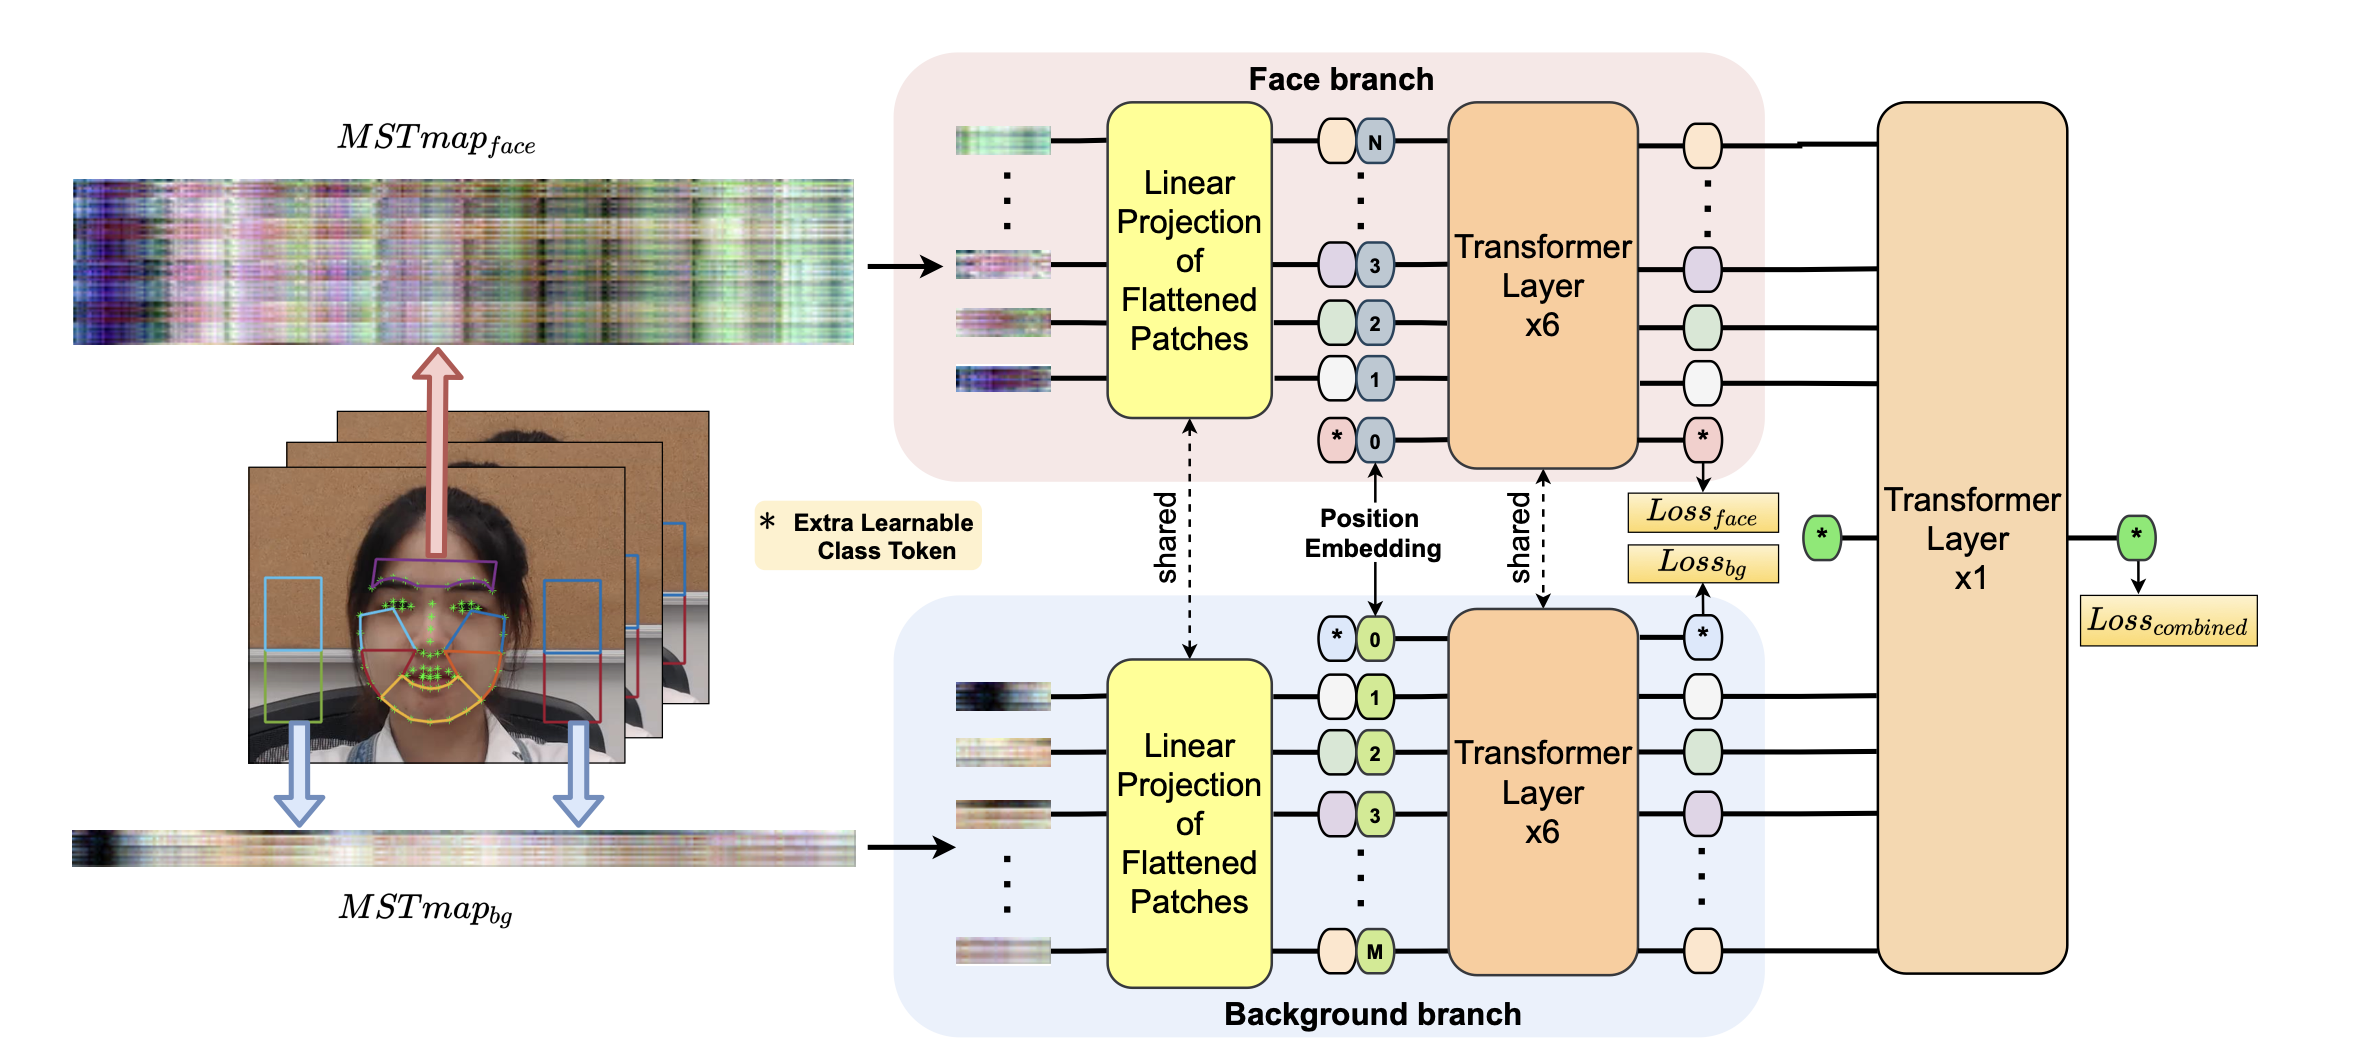 Face branch
MSTmap_face
Linear
Projection
of
Flattened
Patches
N
3
2
1
* 0
Transformer
Layer
x6
*
Loss_face
* Extra Learnable
Class Token
shared
Position
Embedding
shared
Loss_bg
*
Transformer
Layer
x1
*
Loss_combined
MSTmap_bg
Linear
Projection
of
Flattened
Patches
* 0
1
2
3
M
Transformer
Layer
x6
*
Background branch